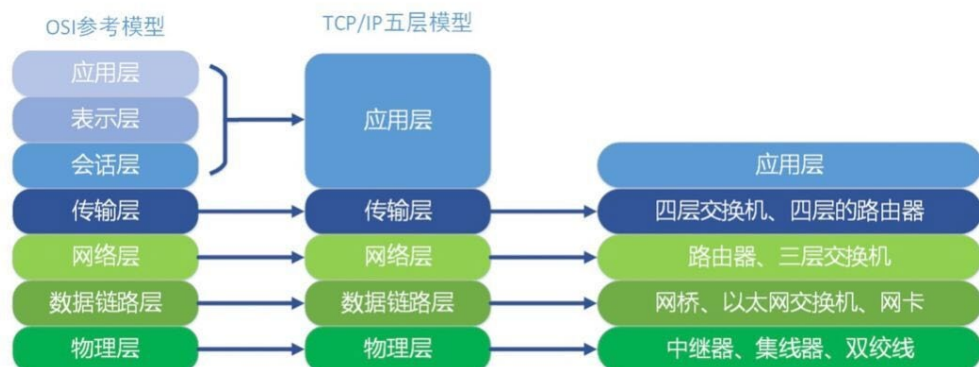 OSI参考模型
TCP/IP五层模型
应用层
表示层
会话层
传输层
网络层
数据链路层
物理层
应用层
传输层
网络层
数据链路层
物理层
应用层
四层交换机、四层的路由器
路由器、三层交换机
网桥、以太网交换机、网卡
中继器、集线器、双绞线